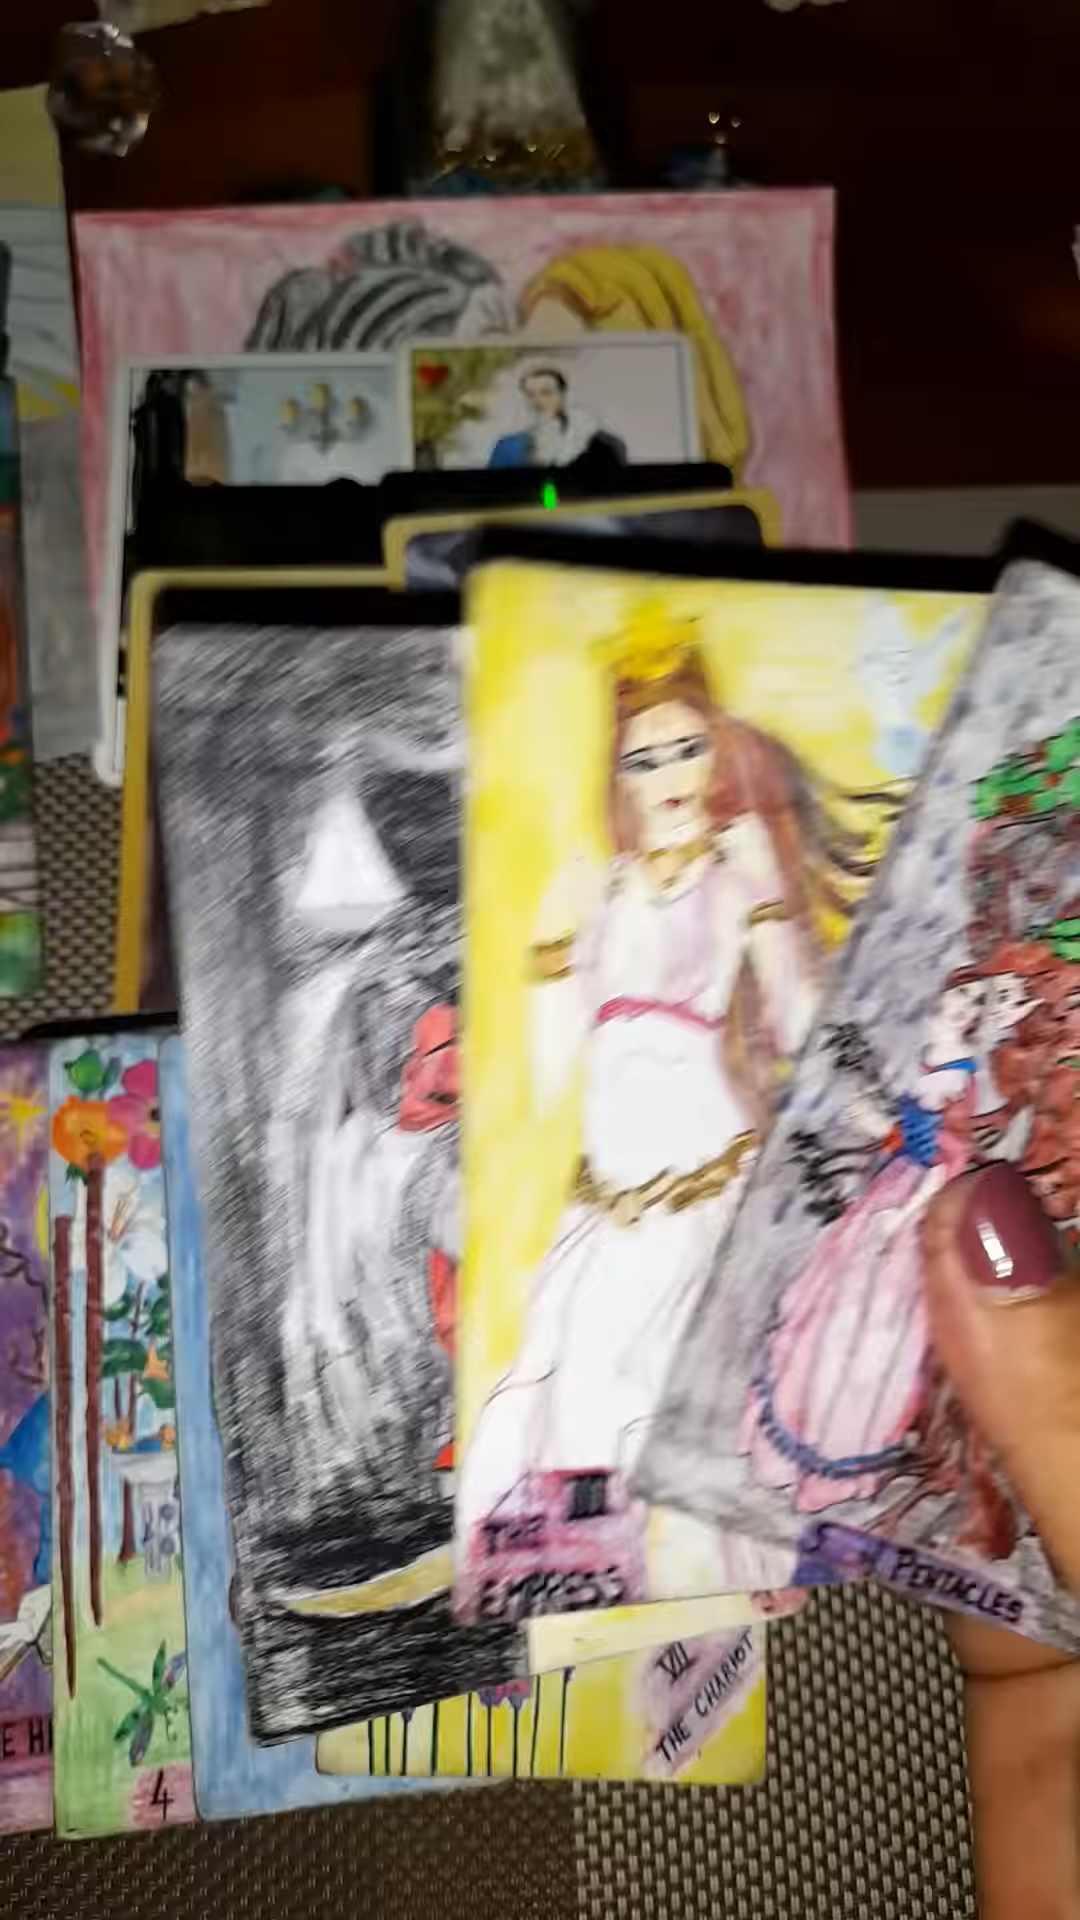 III
THE
EMPRESS
PENTACLES
VII
THE CHARIOT
4